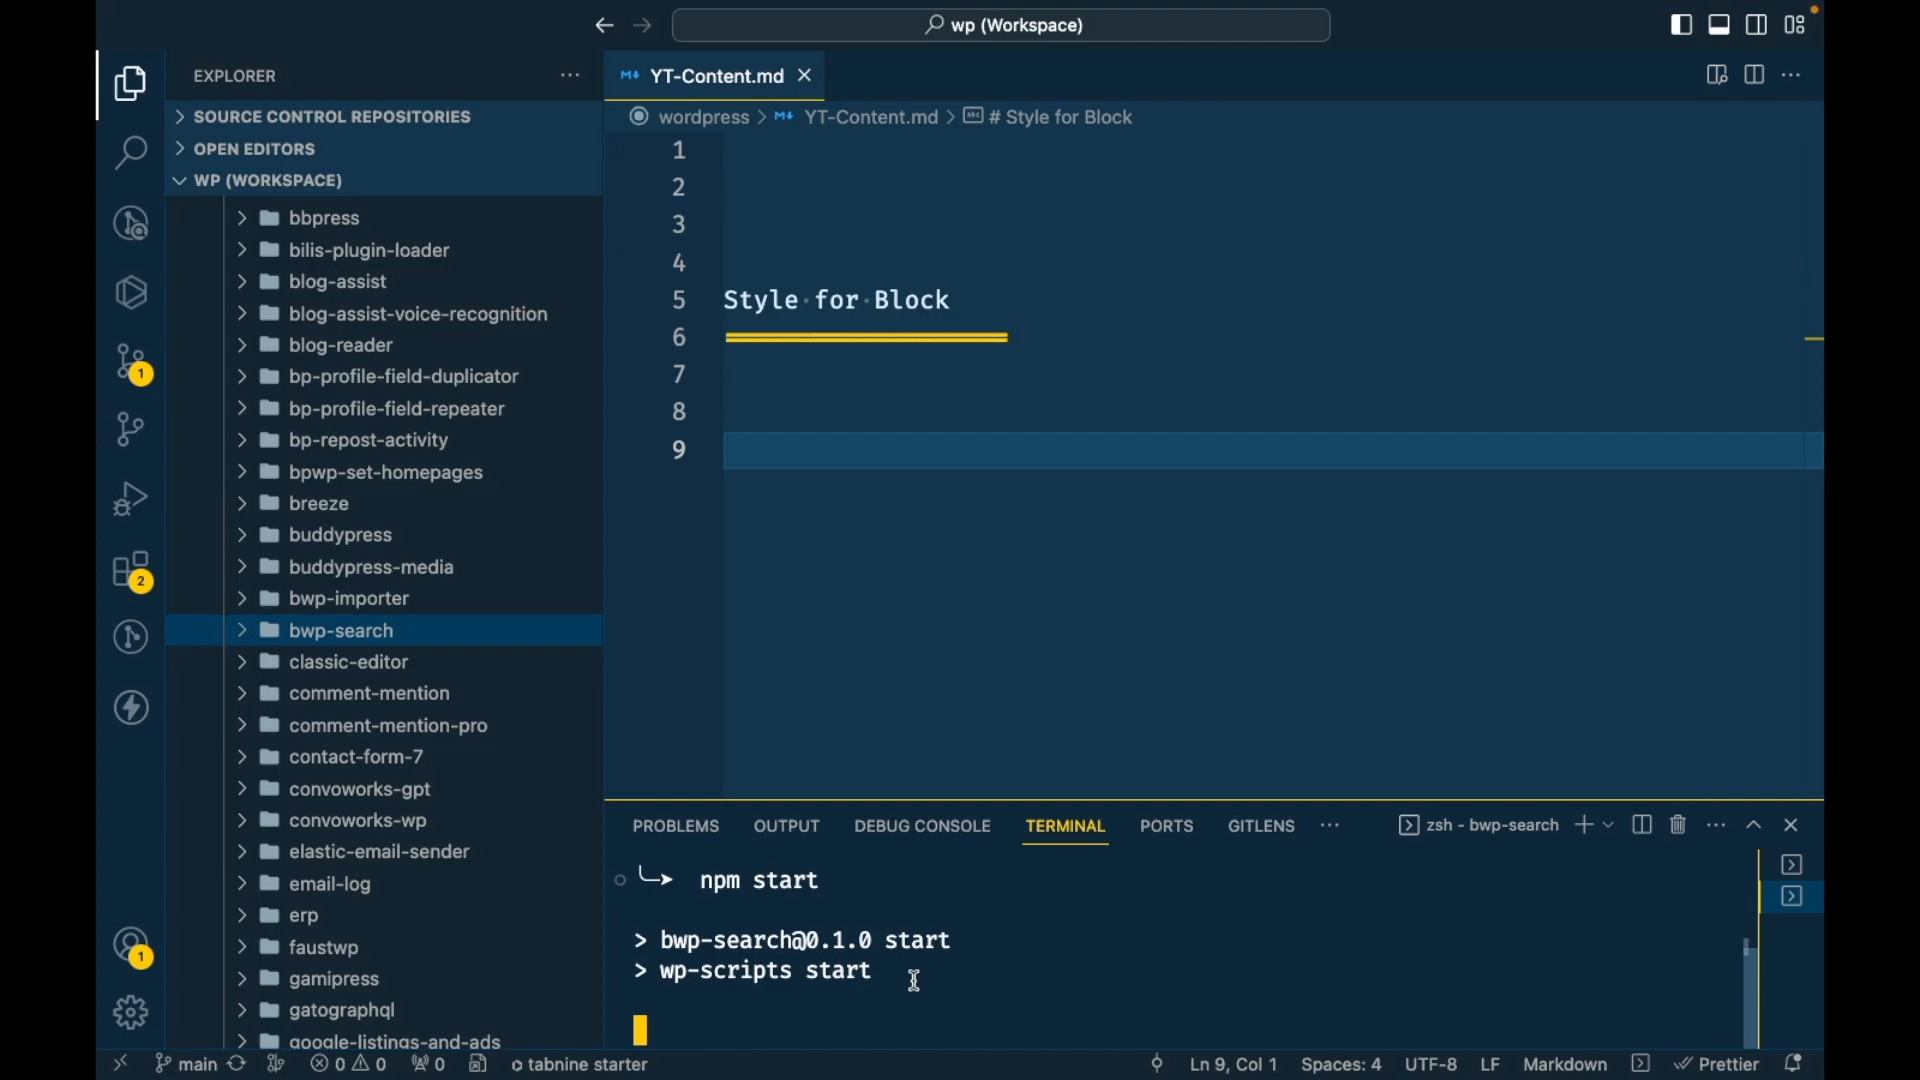 wp (Workspace)
EXPLORER
YT-Content.md
SOURCE CONTROL REPOSITORIES
wordpress > YT-Content.md > # Style for Block
OPEN EDITORS
WP (WORKSPACE)
bbpress
bilis-plugin-loader
blog-assist
blog-assist-voice-recognition
blog-reader
bp-profile-field-duplicator
bp-profile-field-repeater
bp-repost-activity
bpwp-set-homepages
breeze
buddypress
buddypress-media
bwp-importer
bwp-search
classic-editor
comment-mention
comment-mention-pro
contact-form-7
convoworks-gpt
convoworks-wp
elastic-email-sender
email-log
erp
faustwp
gamipress
gatographql
google-listings-and-ads
1
2
1
1
2
3
4
5 Style·for·Block
6
7
8
9
PROBLEMS OUTPUT DEBUG CONSOLE TERMINAL PORTS GITLENS zsh - bwp-search
npm start
> bwp-search@0.1.0 start
> wp-scripts start
main 0 0 0 tabnine starter Ln 9, Col 1 Spaces: 4 UTF-8 LF Markdown Prettier